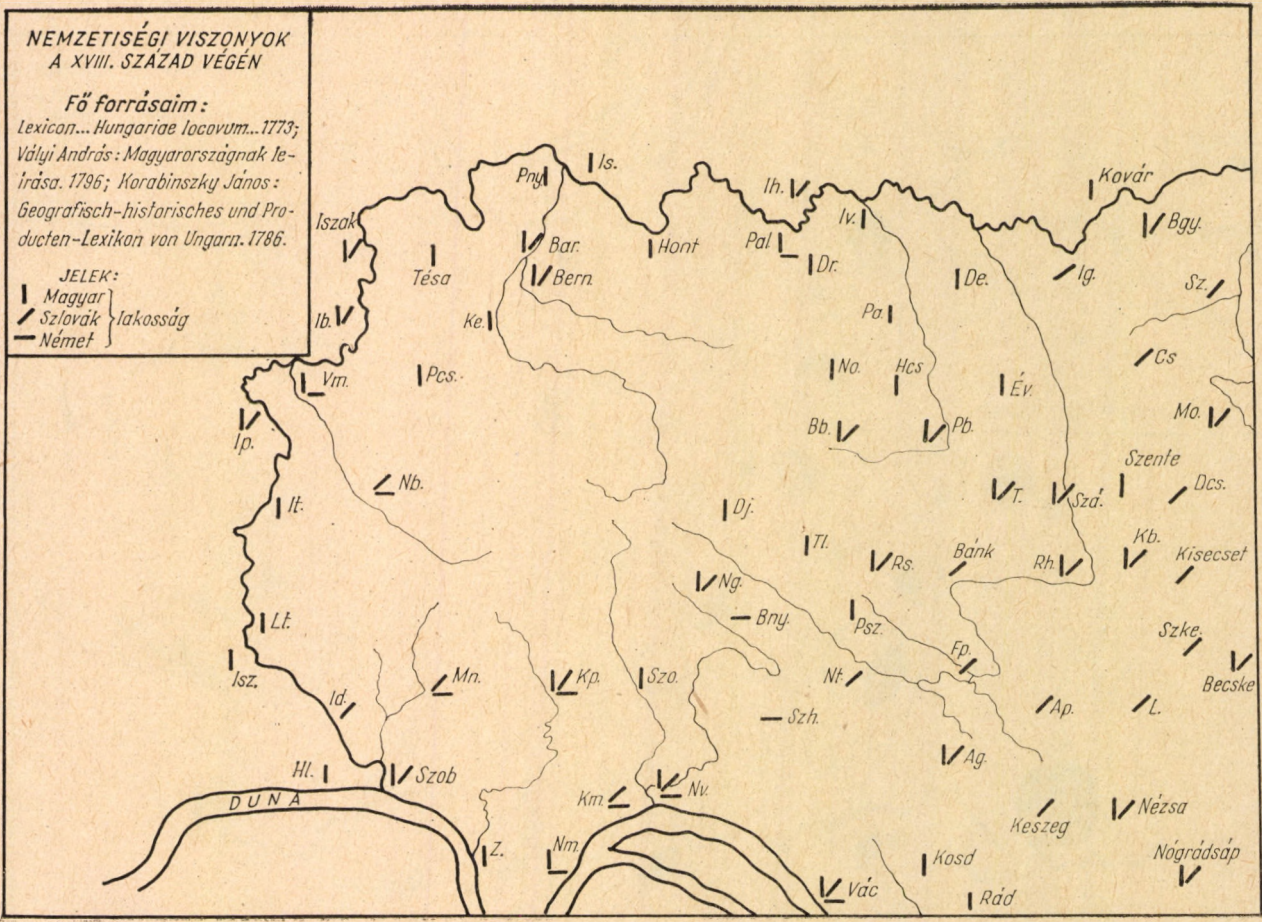 NEMZETISÉGI VISZONYOK
A XVIII. SZÁZAD VÉGÉN
Fő forrásaim:
Lexicon... Hungariae locovum...1773;
Vályi András: Magyarországnak le-
írása. 1796; Korabinszky János:
Geografisch-historisches und Pro-
ducten-Lexikon von Ungarn. 1786.
JELEK:
Magyar
Szlovák
Német
lakosság
Pny
Is.
Ih.
Kovár
Iszak
Iv.
Bgy.
Bar.
Hont
Pal
Tésa
Bern.
Dr.
De.
Ig.
Sz.
Ib.
Ke.
Pa
Cs
Vm.
Pcs.
No.
Hcs
Év.
Mo.
Ip.
Bb.
Pb.
Szente
Nb.
It.
Dj.
T.
Szá.
Dcs.
Tl.
Rs.
Bánk
Rh.
Kb.
Kisecset
Ng.
Bny.
Psz.
Lt.
Szke.
Isz.
Mn.
Kp.
Szo.
Nt.
Fp.
Becske
Id.
Szh.
Ap.
L.
Ag.
Hl.
Szob
DUNA
Km.
Nv.
Keszeg
Nézsa
Z.
Nm.
Kosd
Nógrádsáp
Vác
Rád